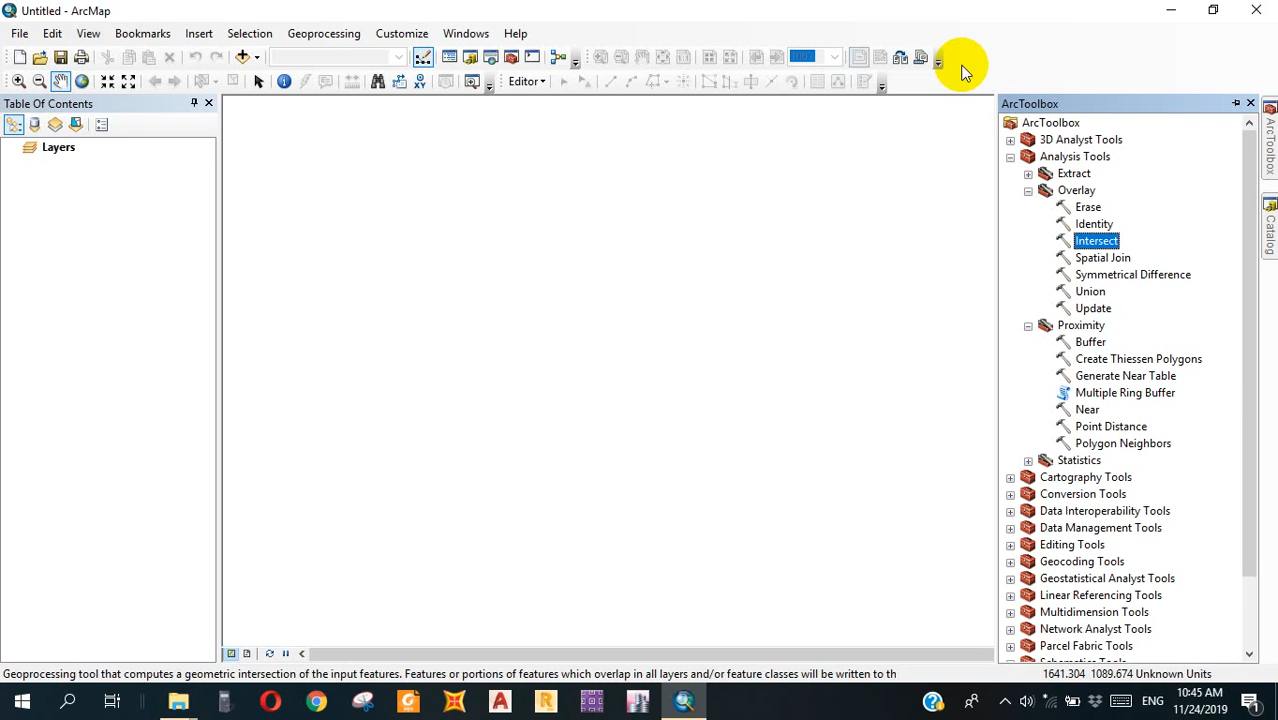 Untitled - ArcMap
File Edit View Bookmarks Insert Selection Geoprocessing Customize Windows Help
100%
Editor
Table Of Contents
Layers
ArcToolbox
ArcToolbox
3D Analyst Tools
Analysis Tools
Extract
Overlay
Erase
Identity
Intersect
Spatial Join
Symmetrical Difference
Union
Update
Proximity
Buffer
Create Thiessen Polygons
Generate Near Table
Multiple Ring Buffer
Near
Point Distance
Polygon Neighbors
Statistics
Cartography Tools
Conversion Tools
Data Interoperability Tools
Data Management Tools
Editing Tools
Geocoding Tools
Geostatistical Analyst Tools
Linear Referencing Tools
Multidimension Tools
Network Analyst Tools
Parcel Fabric Tools
Schematics Tools
ArcToolbox
Catalog
Geoprocessing tool that computes a geometric intersection of the input features. Features or portions of features which overlap in all layers and/or feature classes will be written to th
1641.304 1089.674 Unknown Units
ENG
10:45 AM
11/24/2019
1